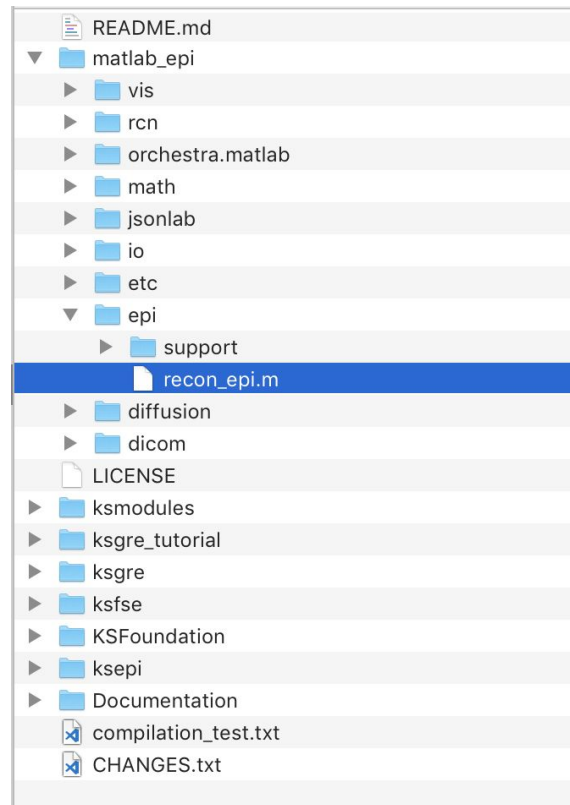 README.md
matlab_epi
vis
rcn
orchestra.matlab
math
jsonlab
io
etc
epi
support
recon_epi.m
diffusion
dicom
LICENSE
ksmodules
ksgre_tutorial
ksgre
ksfse
KSFoundation
ksepi
Documentation
compilation_test.txt
CHANGES.txt